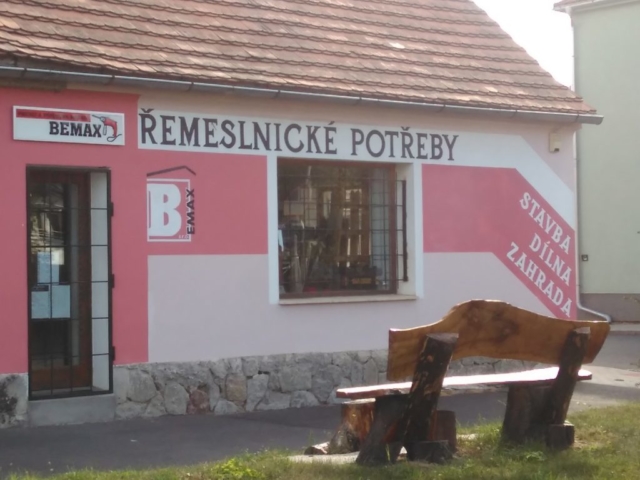 BEMAX
ŘEMESLNICKÉ POTŘEBY
B
EMAX
STAVBA
DÍLNA
ZAHRADA